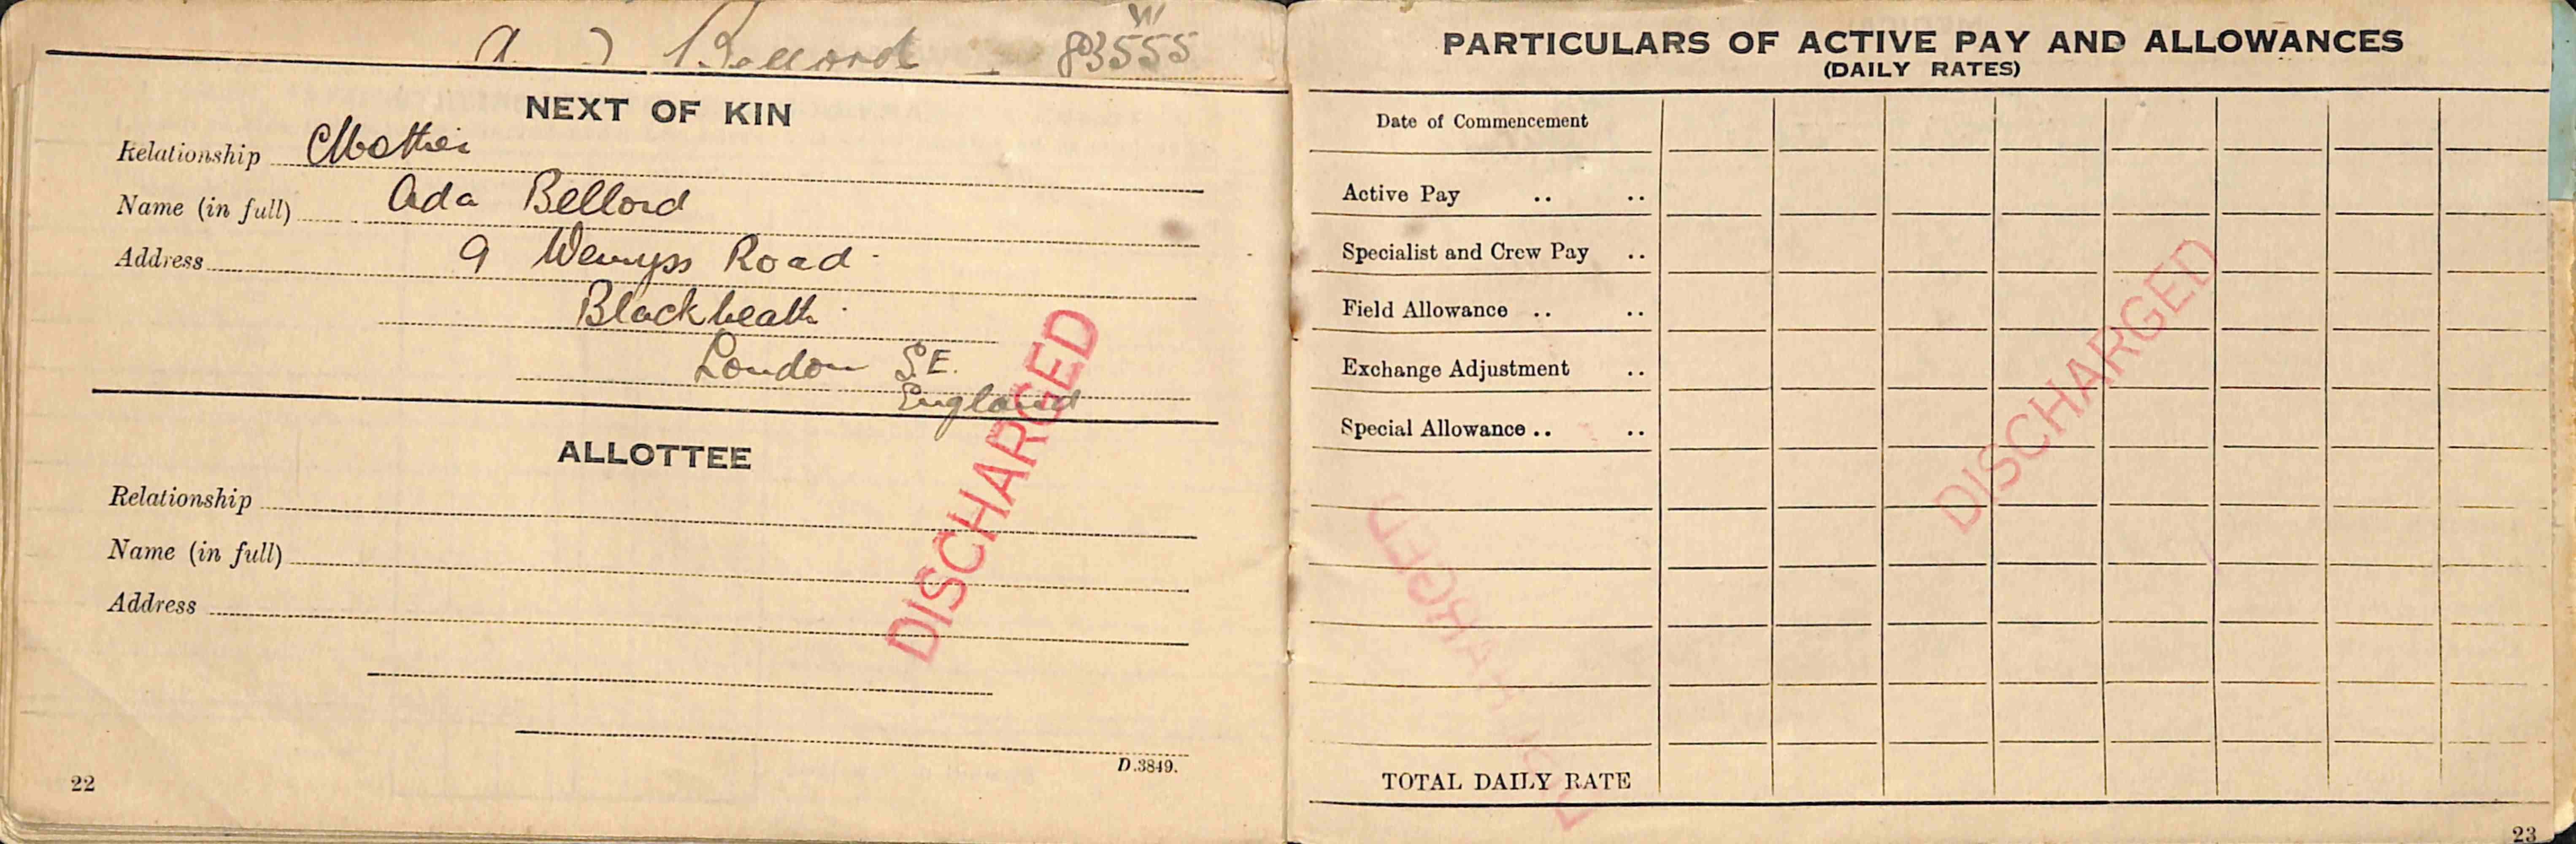 Bellord - W 83555
NEXT OF KIN
Relationship Mother
Name (in full) Ada Bellord
Address 9 Wemyss Road
Blackheath
London S.E.
England
DISCHARGED
ALLOTTEE
Relationship
Name (in full)
Address
D.3849.
22
PARTICULARS OF ACTIVE PAY AND ALLOWANCES
(DAILY RATES)
Date of Commencement
Active Pay .. ..
Specialist and Crew Pay ..
Field Allowance .. ..
Exchange Adjustment ..
Special Allowance .. ..
DISCHARGED
TOTAL DAILY RATE
23